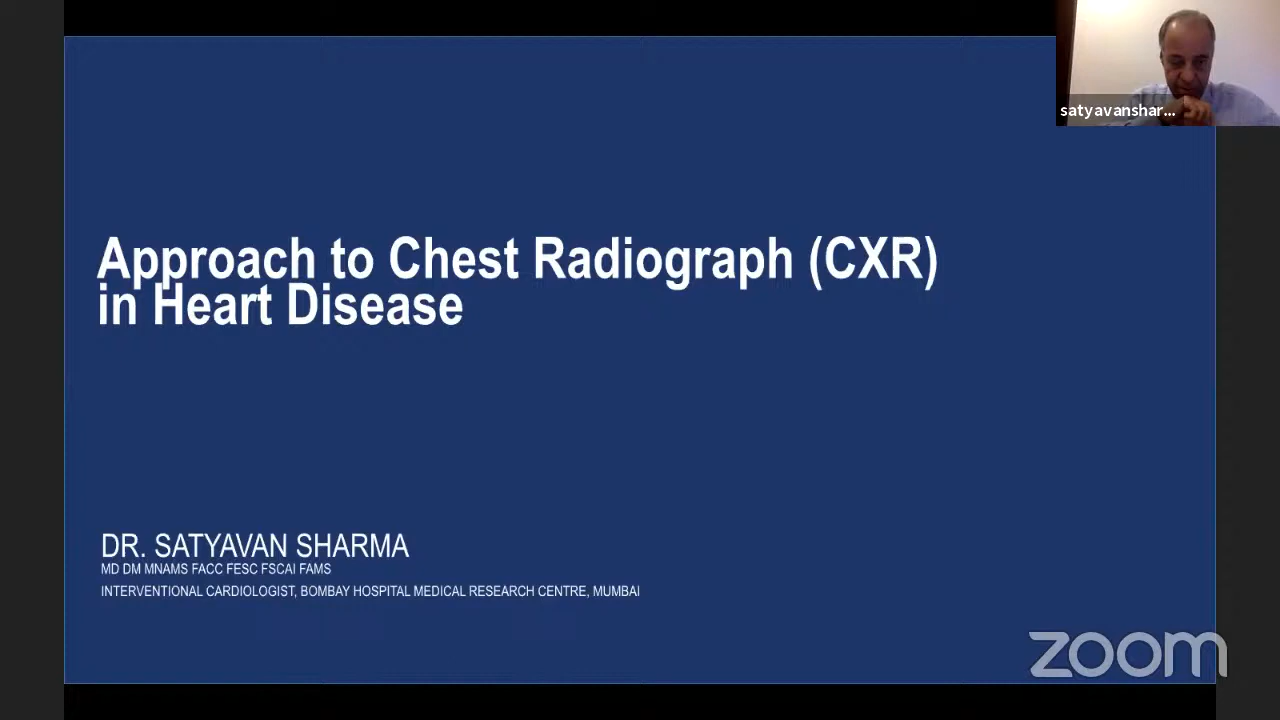 satyavanshar...
Approach to Chest Radiograph (CXR)
in Heart Disease
DR. SATYAVAN SHARMA
MD DM MNAMS FACC FESC FSCAI FAMS
INTERVENTIONAL CARDIOLOGIST, BOMBAY HOSPITAL MEDICAL RESEARCH CENTRE, MUMBAI
zoom